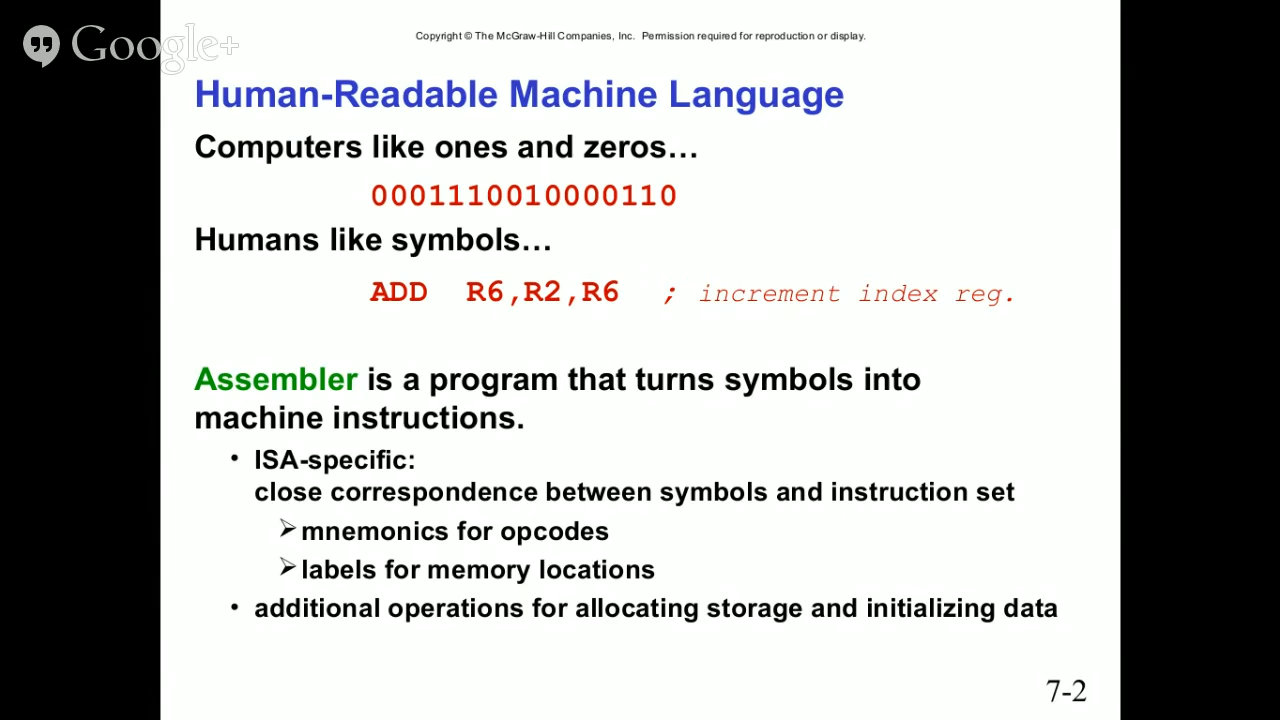 Google+
Copyright © The McGraw-Hill Companies, Inc. Permission required for reproduction or display.
Human-Readable Machine Language
Computers like ones and zeros…
0001110010000110
Humans like symbols…
ADD R6,R2,R6 ; increment index reg.
Assembler is a program that turns symbols into
machine instructions.
• ISA-specific:
close correspondence between symbols and instruction set
➢mnemonics for opcodes
➢labels for memory locations
• additional operations for allocating storage and initializing data
7-2